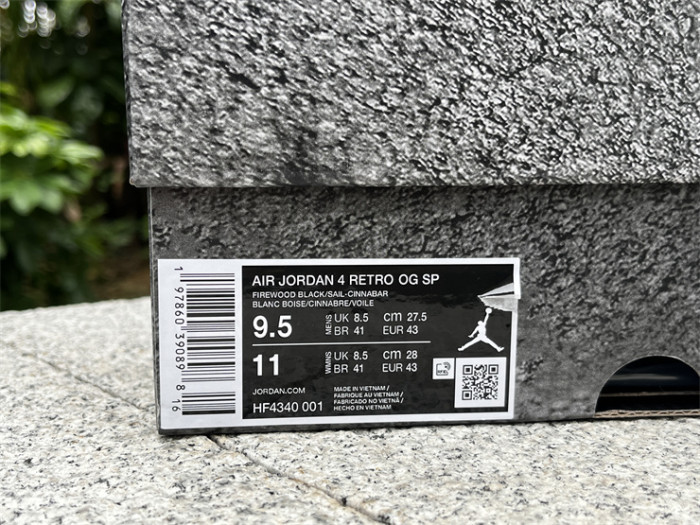 AIR JORDAN 4 RETRO OG SP
FIREWOOD BLACK/SAIL-CINNABAR
BLANC BOISE/CINNABRE/VOILE
9.5 MENS UK 8.5 cm 27.5
BR 41 EUR 43
11 WMNS UK 8.5 cm 28
BR 41 EUR 43
JORDAN.COM
HF4340 001
MADE IN VIETNAM /
FABRIQUE AU VIETNAM /
FABRICADO NO VIETNÃ /
HECHO EN VIETNAM
1 97860 39089 8 16